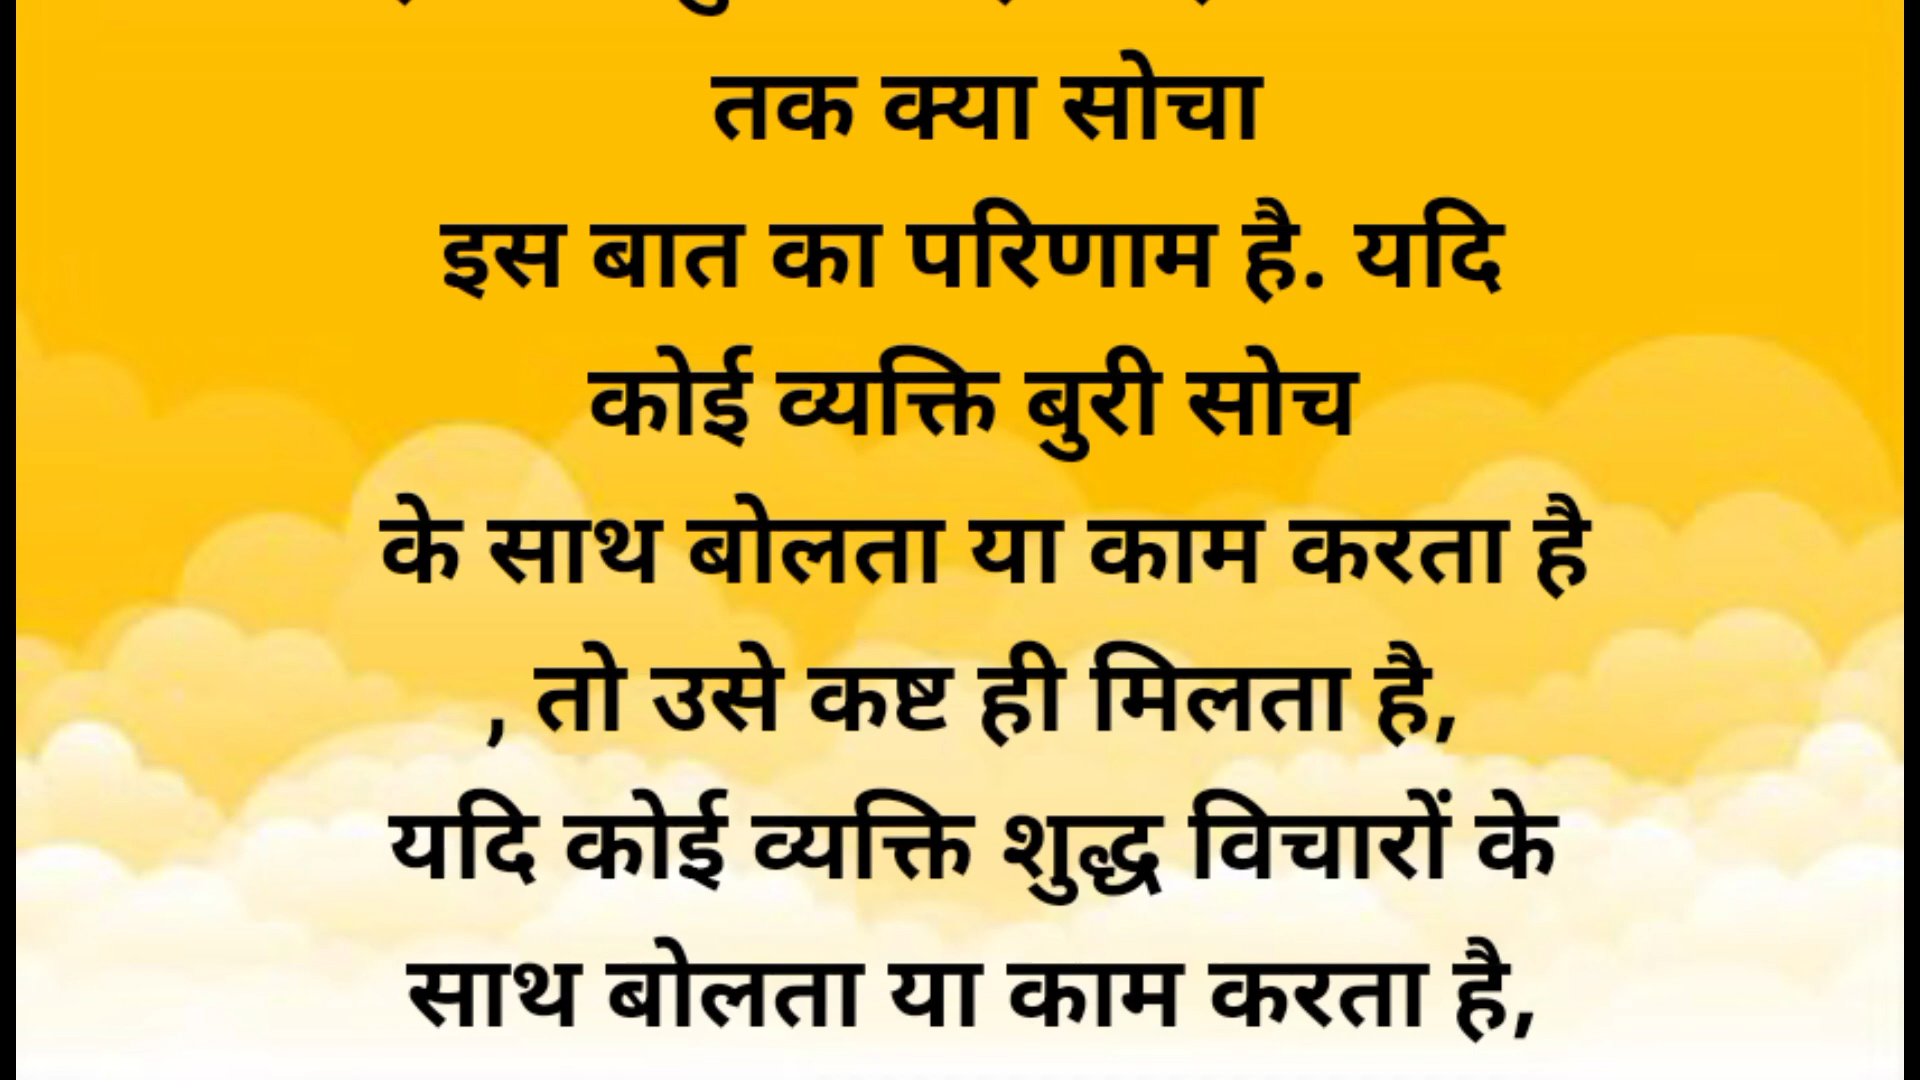 तक क्या सोचा
इस बात का परिणाम है. यदि
कोई व्यक्ति बुरी सोच
के साथ बोलता या काम करता है
, तो उसे कष्ट ही मिलता है,
यदि कोई व्यक्ति शुद्ध विचारों के
साथ बोलता या काम करता है,